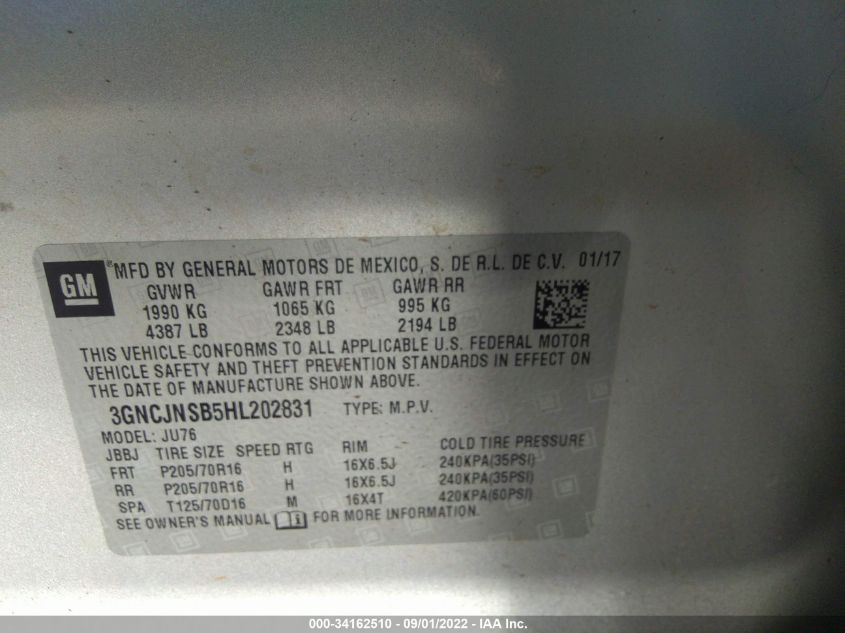 GM ®MFD BY GENERAL MOTORS DE MEXICO, S. DE R.L. DE C.V. 01/17
GVWR GAWR FRT GAWR RR
1990 KG 1065 KG 995 KG
4387 LB 2348 LB 2194 LB
THIS VEHICLE CONFORMS TO ALL APPLICABLE U.S. FEDERAL MOTOR
VEHICLE SAFETY AND THEFT PREVENTION STANDARDS IN EFFECT ON
THE DATE OF MANUFACTURE SHOWN ABOVE.
3GNCJNSB5HL202831 TYPE: M.P.V.
MODEL: JU76
JBBJ TIRE SIZE SPEED RTG RIM COLD TIRE PRESSURE
FRT P205/70R16 H 16X6.5J 240KPA(35PSI)
RR P205/70R16 H 16X6.5J 240KPA(35PSI)
SPA T125/70D16 M 16X4T 420KPA(60PSI)
SEE OWNER'S MANUAL i FOR MORE INFORMATION.
000-34162510 - 09/01/2022 - IAA Inc.